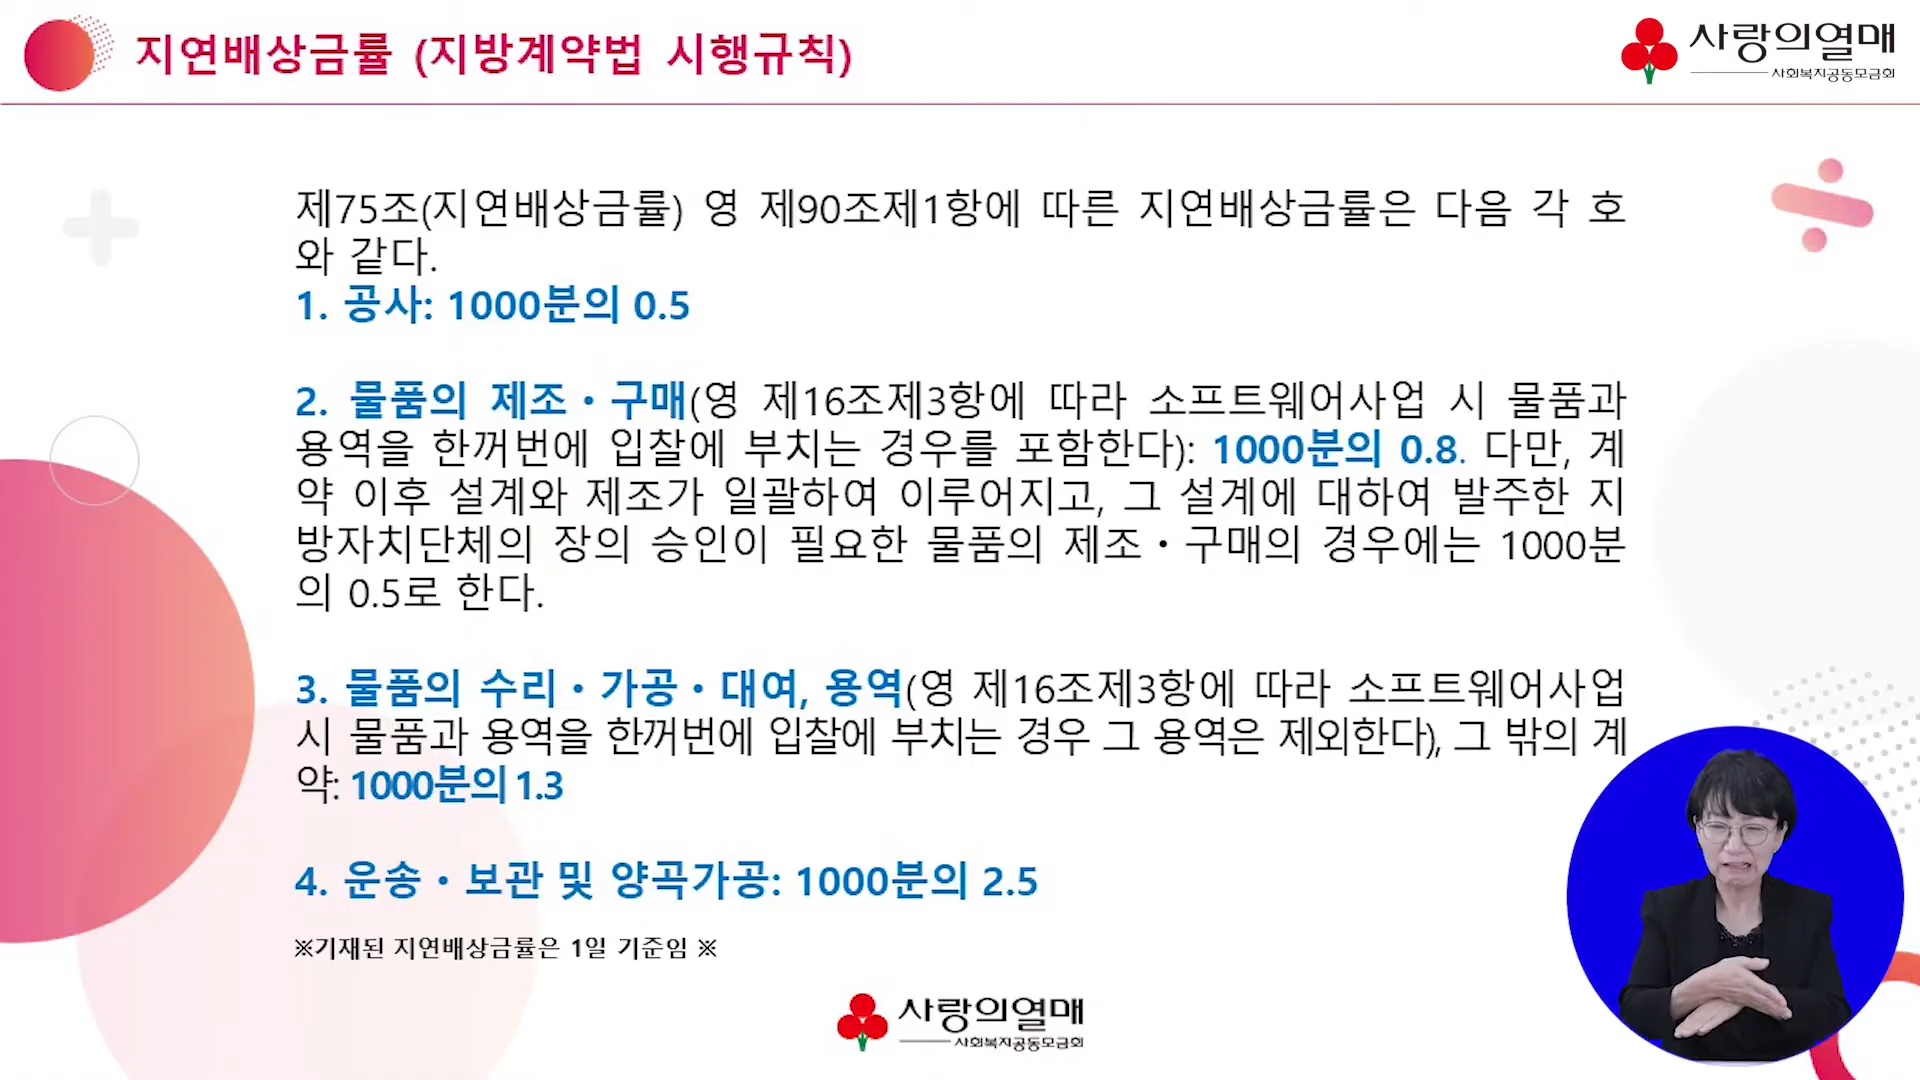 지연배상금률 (지방계약법 시행규칙)
사랑의열매
사회복지공동모금회
제75조(지연배상금률) 영 제90조제1항에 따른 지연배상금률은 다음 각 호
와 같다.
1. 공사: 1000분의 0.5
2. 물품의 제조・구매(영 제16조제3항에 따라 소프트웨어사업 시 물품과
용역을 한꺼번에 입찰에 부치는 경우를 포함한다): 1000분의 0.8. 다만, 계
약 이후 설계와 제조가 일괄하여 이루어지고, 그 설계에 대하여 발주한 지
방자치단체의 장의 승인이 필요한 물품의 제조・구매의 경우에는 1000분
의 0.5로 한다.
3. 물품의 수리・가공・대여, 용역(영 제16조제3항에 따라 소프트웨어사업
시 물품과 용역을 한꺼번에 입찰에 부치는 경우 그 용역은 제외한다), 그 밖의 계
약: 1000분의 1.3
4. 운송・보관 및 양곡가공: 1000분의 2.5
※기재된 지연배상금률은 1일 기준임 ※
사랑의열매
사회복지공동모금회